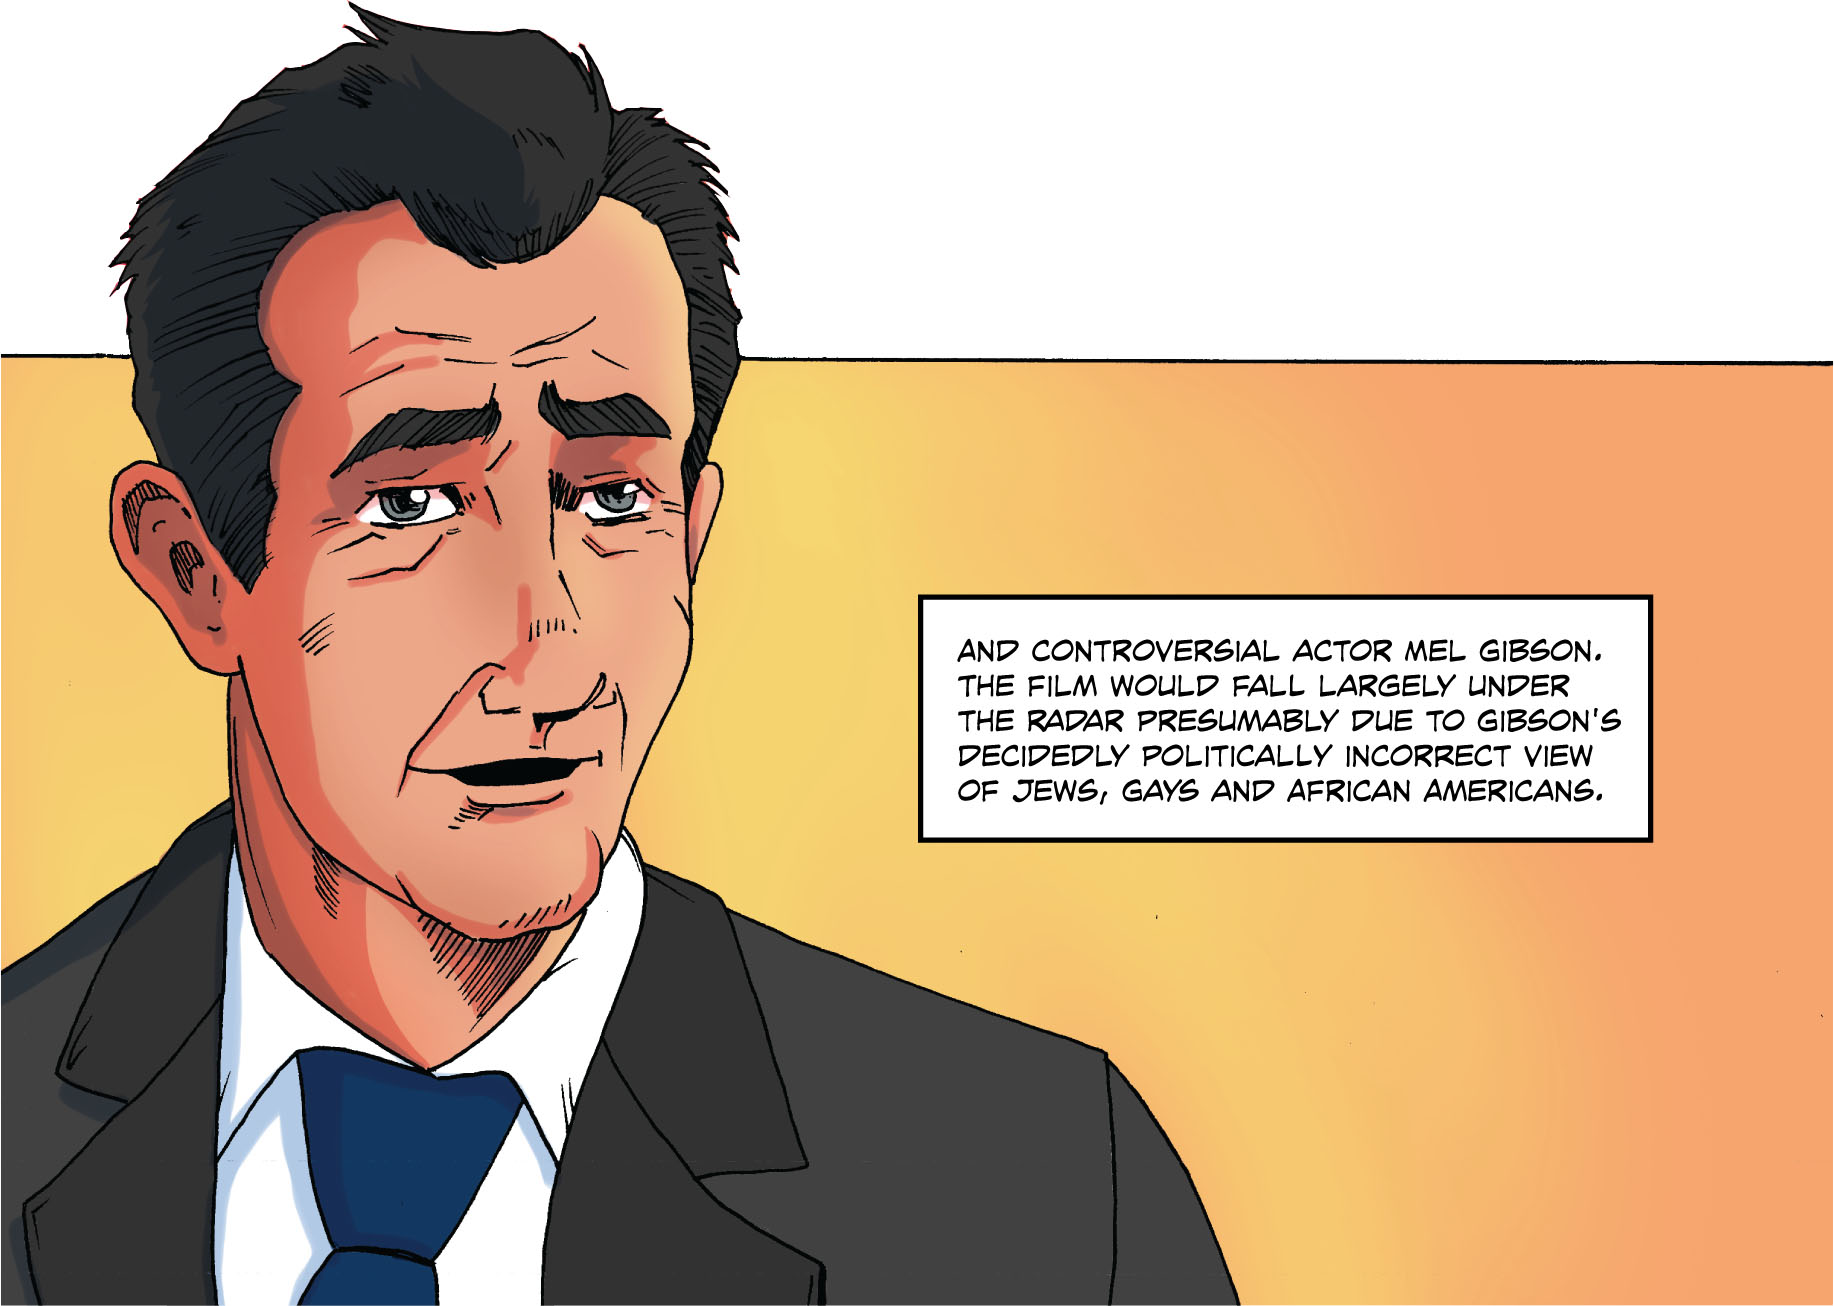 AND CONTROVERSIAL ACTOR MEL GIBSON.
THE FILM WOULD FALL LARGELY UNDER
THE RADAR PRESUMABLY DUE TO GIBSON'S
DECIDEDLY POLITICALLY INCORRECT VIEW
OF JEWS, GAYS AND AFRICAN AMERICANS.